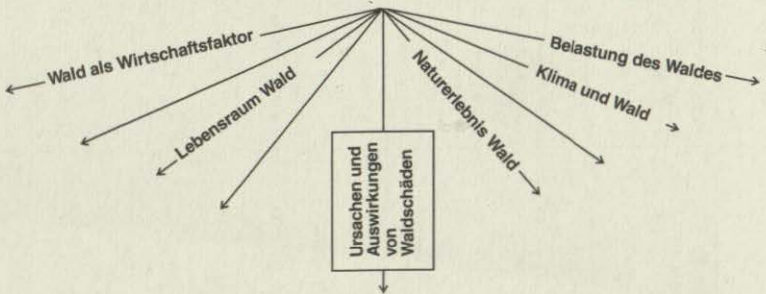 Wald als Wirtschaftsfaktor
Lebensraum Wald
Ursachen und
Auswirkungen
von
Waldschäden
Naturerlebnis Wald
Klima und Wald
Belastung des Waldes